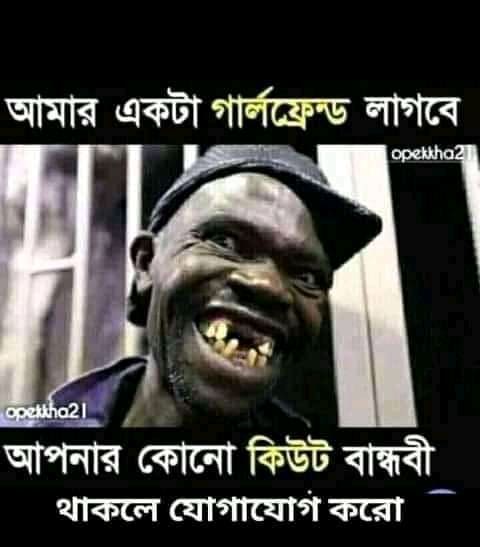 আমার একটা গার্লফ্রেন্ড লাগবে
opekkha21
opekkha21
আপনার কোনো কিউট বান্ধবী
থাকলে যোগাযোগ করো